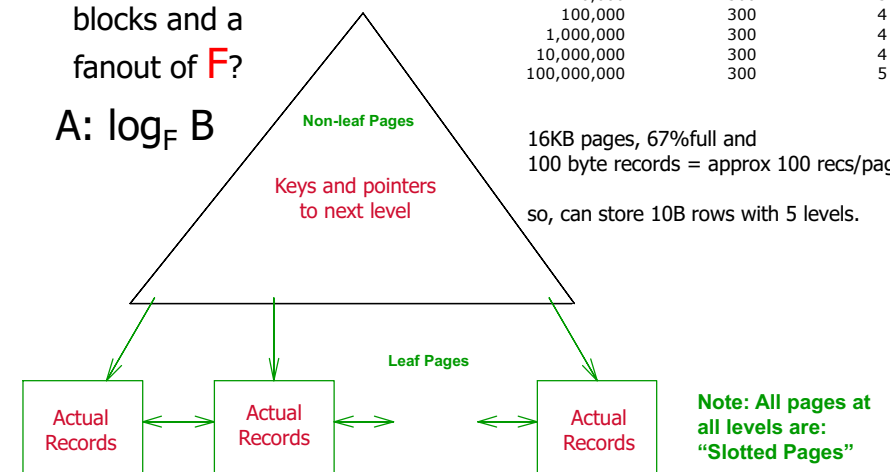 blocks and a
fanout of F?
A: log_F B
100,000 300 4
1,000,000 300 4
10,000,000 300 4
100,000,000 300 5
16KB pages, 67%full and
100 byte records = approx 100 recs/pag
so, can store 10B rows with 5 levels.
Non-leaf Pages
Keys and pointers
to next level
Leaf Pages
Actual
Records
Actual
Records
Actual
Records
Note: All pages at
all levels are:
“Slotted Pages”